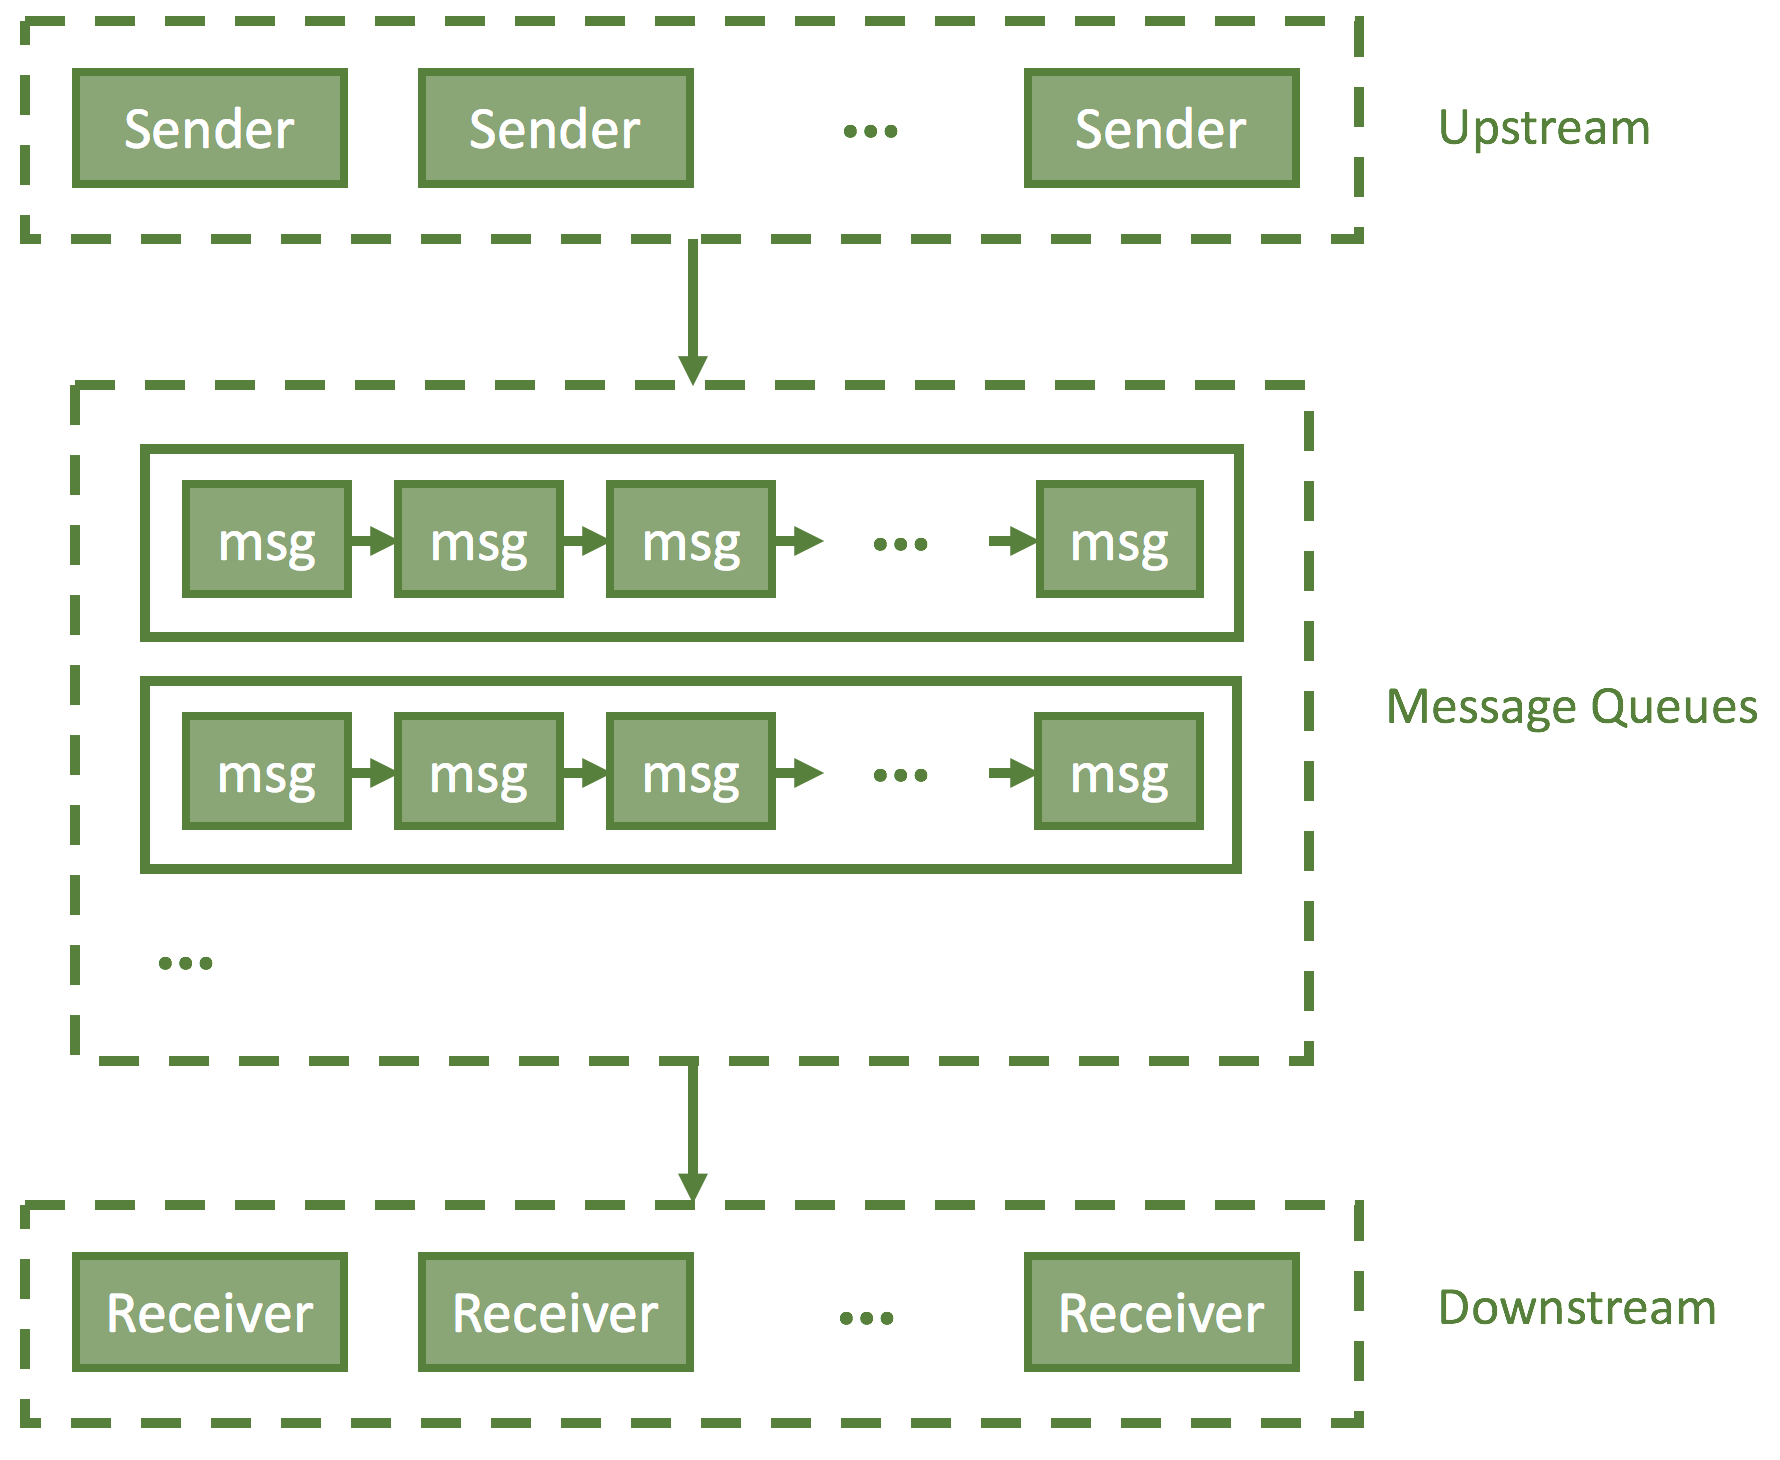 Sender Sender ... Sender Upstream
msg msg msg ... msg
Message Queues
msg msg msg ... msg
...
Receiver Receiver ... Receiver Downstream